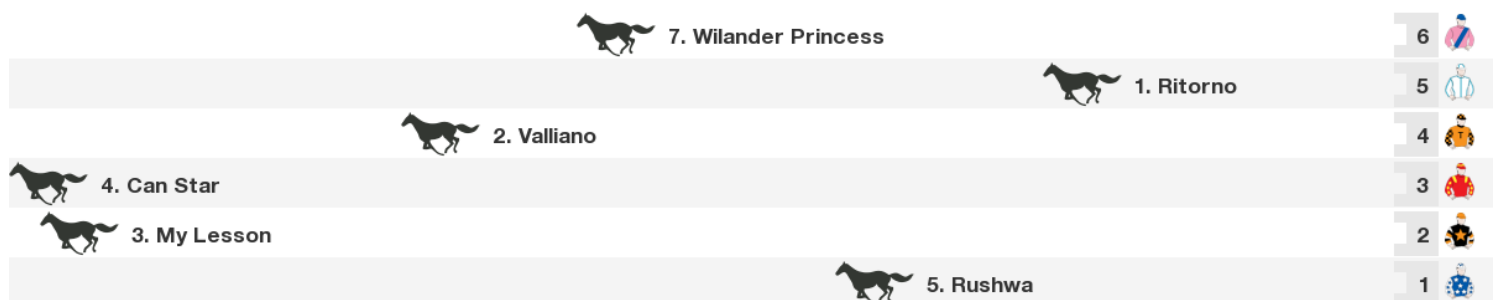 7. Wilander Princess 6
1. Ritorno 5
2. Valliano 4 T
4. Can Star 3
3. My Lesson 2
5. Rushwa 1